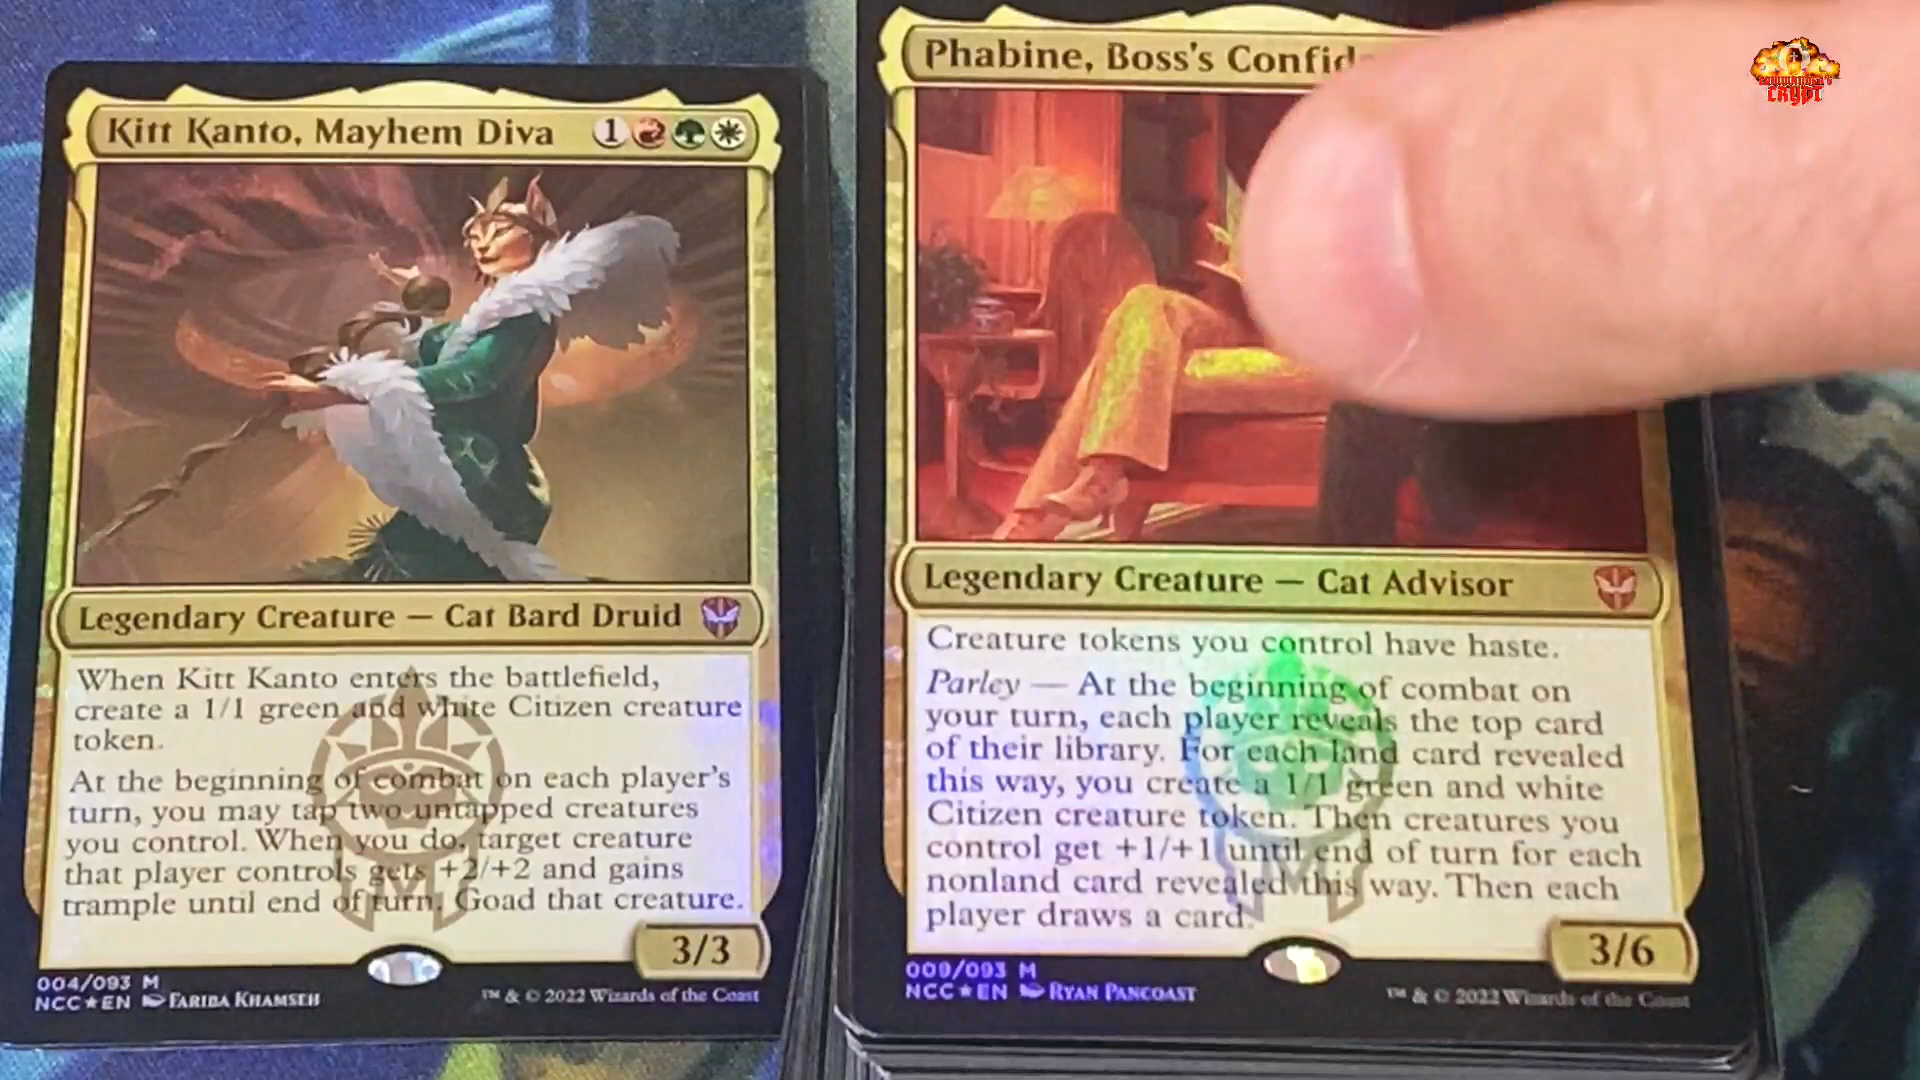 Kitt Kanto, Mayhem Diva 1
Legendary Creature — Cat Bard Druid
When Kitt Kanto enters the battlefield,
create a 1/1 green and white Citizen creature
token.
At the beginning of combat on each player's
turn, you may tap two untapped creatures
you control. When you do, target creature
that player controls gets +2/+2 and gains
trample until end of turn. Goad that creature.
3/3
004/093 M
NCC★EN FARIBA KHAMSEH
™ & © 2022 Wizards of the Coast
Phabine, Boss's Confid
Legendary Creature — Cat Advisor
Creature tokens you control have haste.
Parley — At the beginning of combat on
your turn, each player reveals the top card
of their library. For each land card revealed
this way, you create a 1/1 green and white
Citizen creature token. Then creatures you
control get +1/+1 until end of turn for each
nonland card revealed this way. Then each
player draws a card.
3/6
009/093 M
NCC★EN RYAN PANCOAST
™ & © 2022 Wizards of the Coast
COMMANDER'S
CRYPT